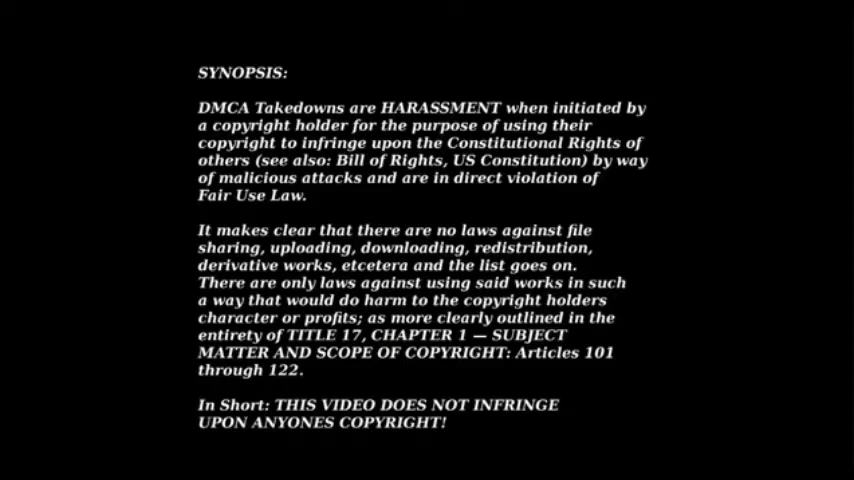 SYNOPSIS:
DMCA Takedowns are HARASSMENT when initiated by
a copyright holder for the purpose of using their
copyright to infringe upon the Constitutional Rights of
others (see also: Bill of Rights, US Constitution) by way
of malicious attacks and are in direct violation of
Fair Use Law.
It makes clear that there are no laws against file
sharing, uploading, downloading, redistribution,
derivative works, etcetera and the list goes on.
There are only laws against using said works in such
a way that would do harm to the copyright holders
character or profits; as more clearly outlined in the
entirety of TITLE 17, CHAPTER 1 — SUBJECT
MATTER AND SCOPE OF COPYRIGHT: Articles 101
through 122.
In Short: THIS VIDEO DOES NOT INFRINGE
UPON ANYONES COPYRIGHT!